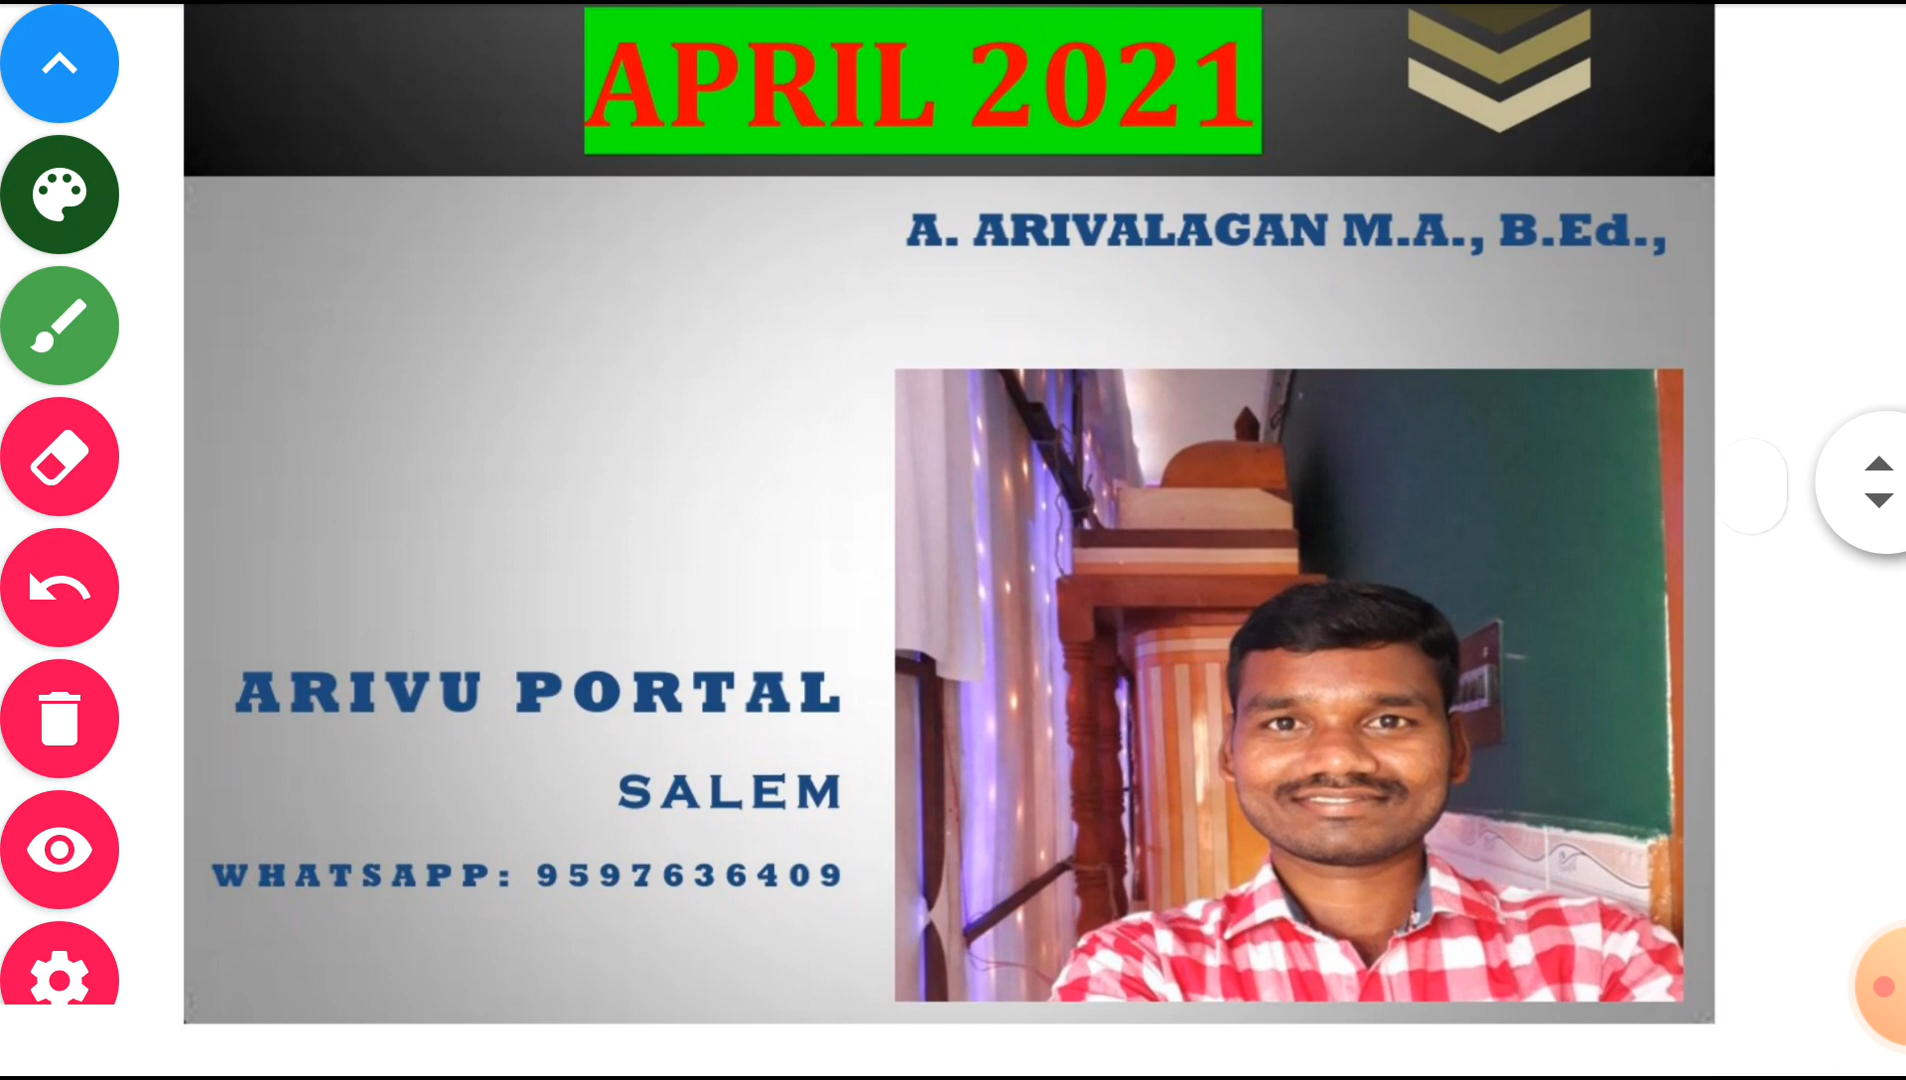 APRIL 2021
A. ARIVALAGAN M.A., B.Ed.,
ARIVU PORTAL
SALEM
WHATSAPP: 9597636409